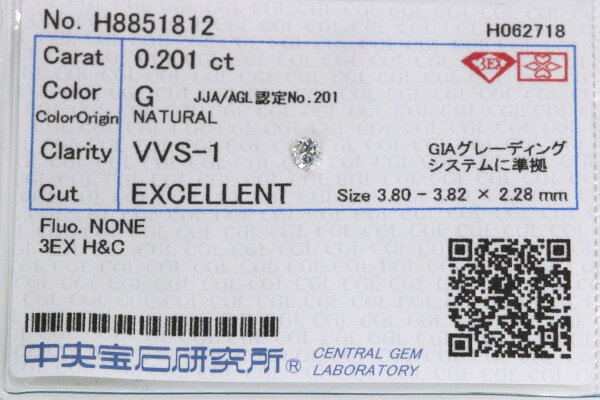 No. H8851812
H062718
Carat 0.201 ct
3EX
Color G JJA/AGL認定No.201
ColorOrigin NATURAL
Clarity VVS-1
GIAグレーディング
システムに準拠
Cut EXCELLENT Size 3.80 - 3.82 × 2.28 mm
Fluo. NONE
3EX H&C
中央宝石研究所® CENTRAL GEM
LABORATORY